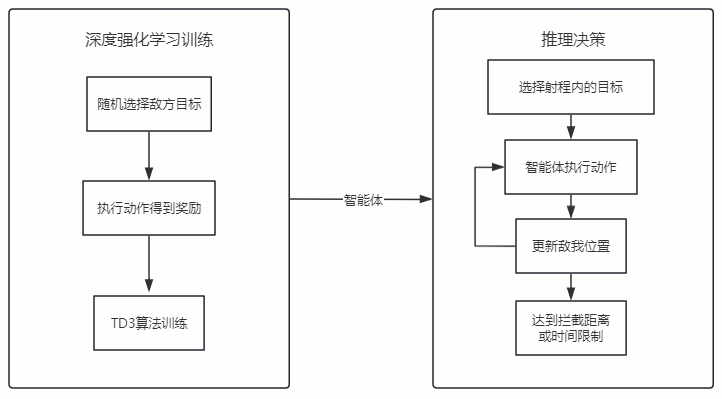 深度强化学习训练
随机选择敌方目标
执行动作得到奖励
TD3算法训练
智能体
推理决策
选择射程内的目标
智能体执行动作
更新敌我位置
达到拦截距离
或时间限制